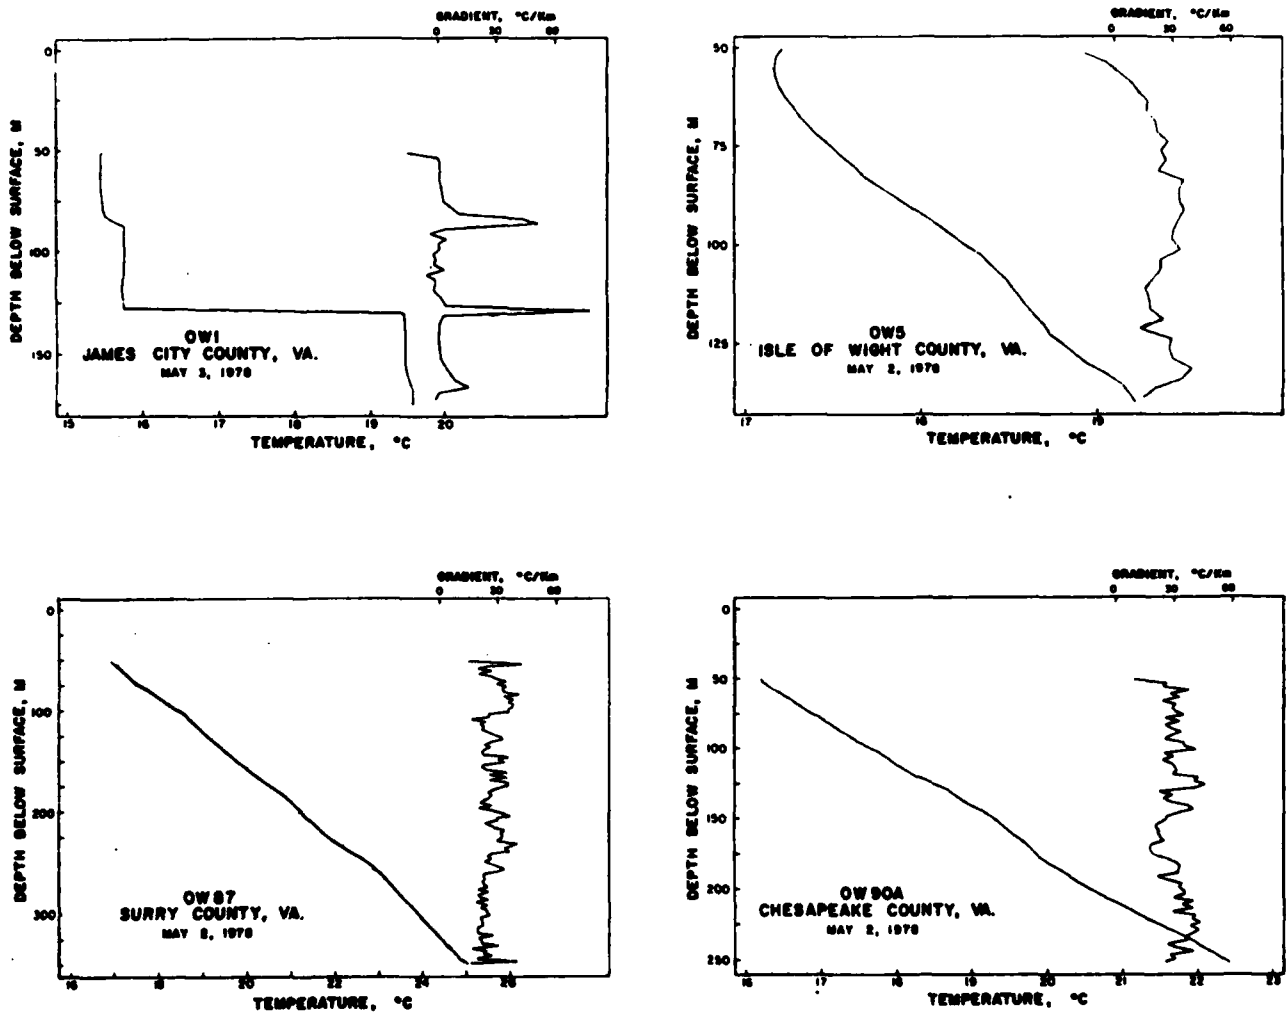 GRADIENT, °C/Km
0 30 60
0
50
100
150
DEPTH BELOW SURFACE, M
OW1
JAMES CITY COUNTY, VA.
MAY 3, 1978
15 16 17 18 19 20
TEMPERATURE, °C
GRADIENT, °C/Km
0 30 60
50
75
100
125
DEPTH BELOW SURFACE, M
OW5
ISLE OF WIGHT COUNTY, VA.
MAY 2, 1978
17 18 19
TEMPERATURE, °C
GRADIENT, °C/Km
0 30 60
0
100
200
300
DEPTH BELOW SURFACE, M
OW87
SURRY COUNTY, VA.
MAY 2, 1978
16 18 20 22 24 26
TEMPERATURE, °C
GRADIENT, °C/Km
0 30 60
0
50
100
150
200
250
DEPTH BELOW SURFACE, M
OW90A
CHESAPEAKE COUNTY, VA.
MAY 2, 1978
16 17 18 19 20 21 22 23
TEMPERATURE, °C